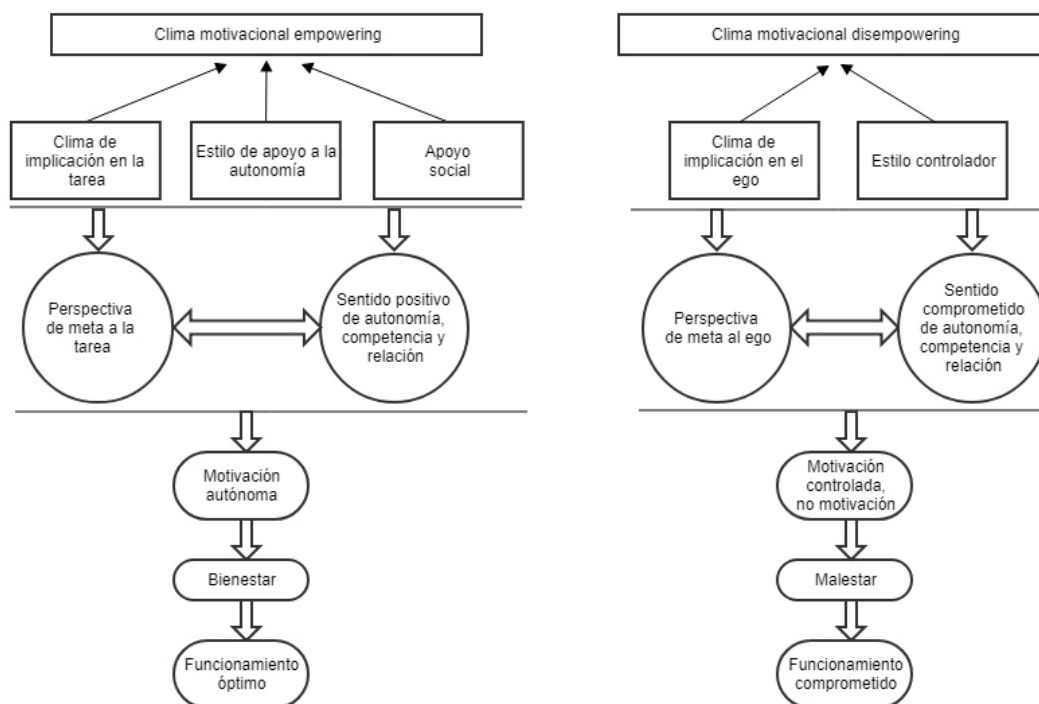 Clima motivacional empowering
Clima de
implicación en la
tarea
Estilo de apoyo a la
autonomía
Apoyo
social
Perspectiva
de meta a la
tarea
Sentido positivo
de autonomía,
competencia y
relación
Motivación
autónoma
Bienestar
Funcionamiento
óptimo
Clima motivacional disempowering
Clima de
implicación en el
ego
Estilo controlador
Perspectiva
de meta al ego
Sentido
comprometido
de autonomía,
competencia y
relación
Motivación
controlada,
no motivación
Malestar
Funcionamiento
comprometido